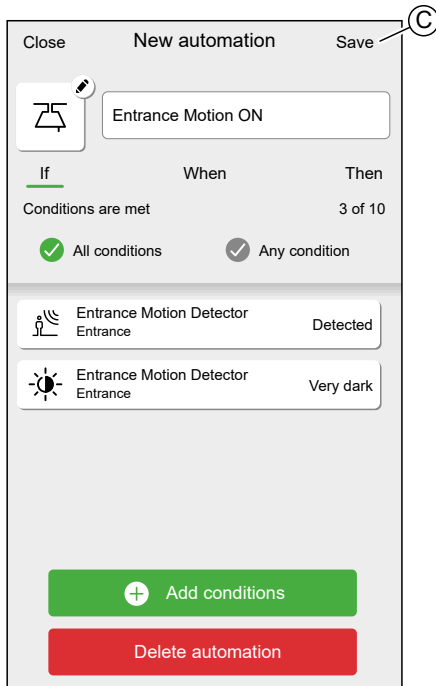 C
Close New automation Save
Entrance Motion ON
If When Then
Conditions are met 3 of 10
All conditions Any condition
Entrance Motion Detector
Entrance Detected
Entrance Motion Detector
Entrance Very dark
Add conditions
Delete automation